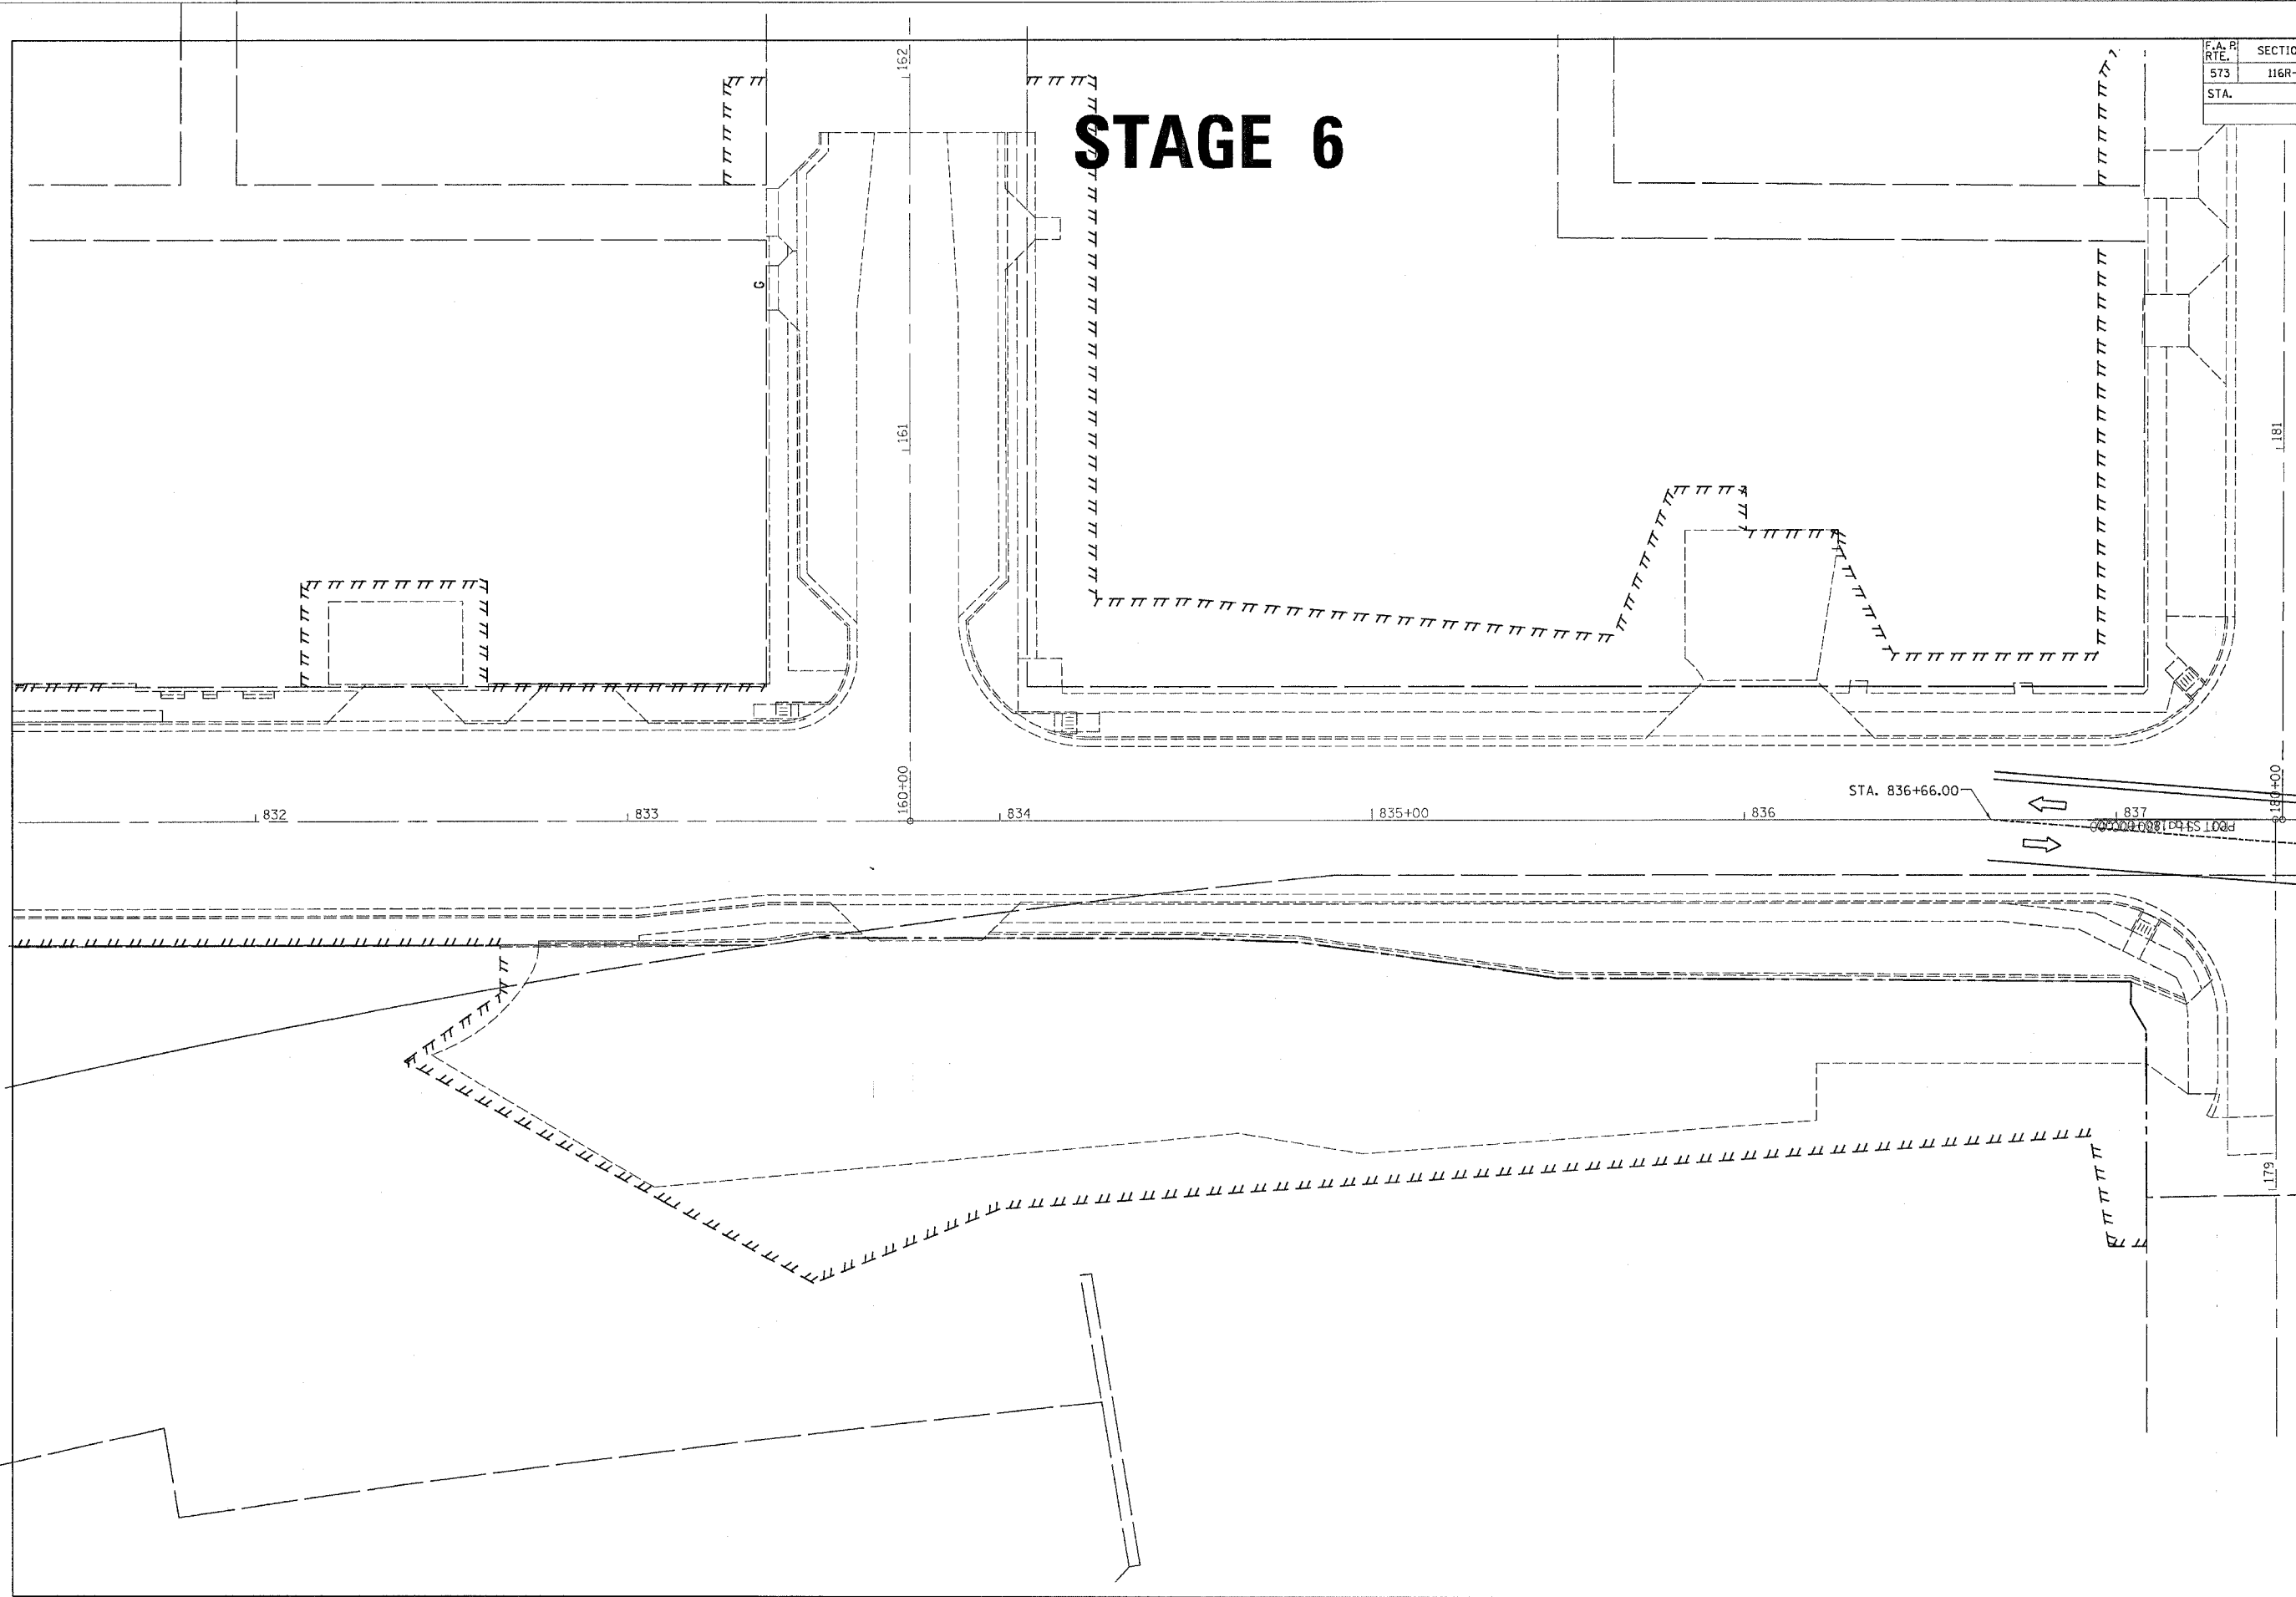 F.A.P. SECTIO
RTE.
573 116R-
STA.
162
STAGE 6
G
161
181
160+00
180+00
STA. 836+66.00
832
833
834
835+00
836
837
179